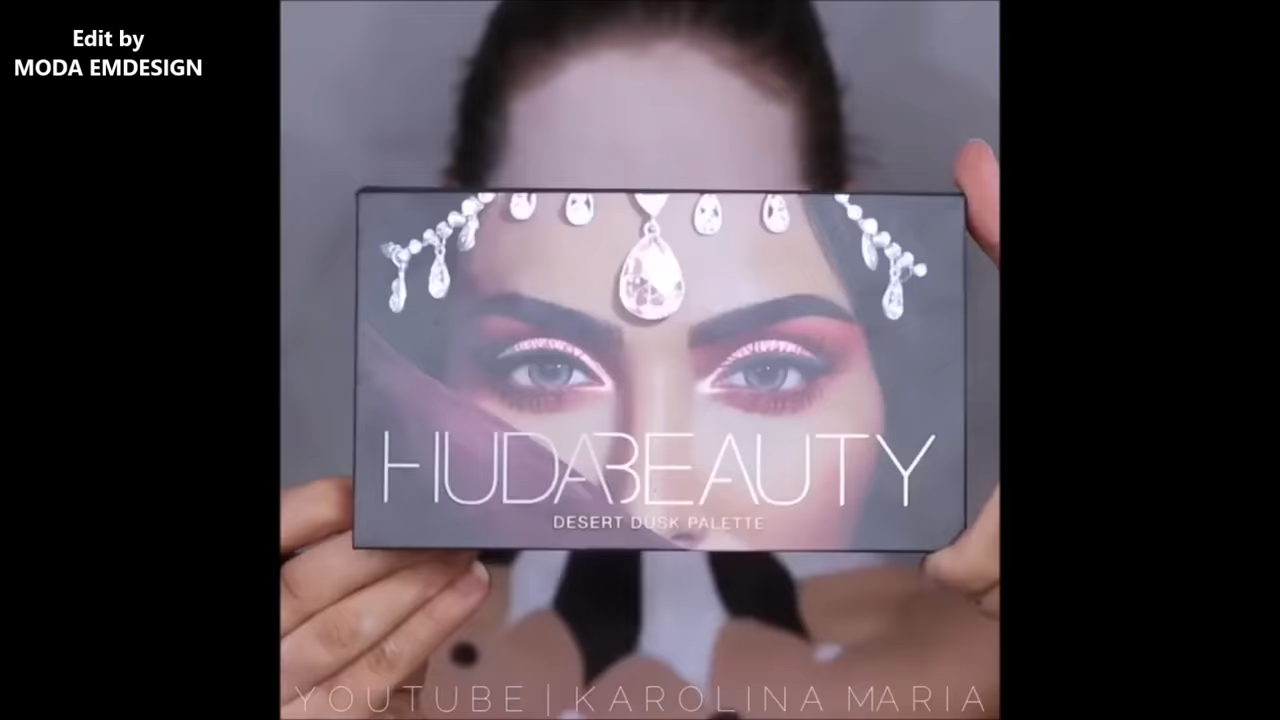 Edit by
MODA EMDESIGN
HUDABEAUTY
DESERT DUSK PALETTE
YOUTUBE | KAROLINA MARIA